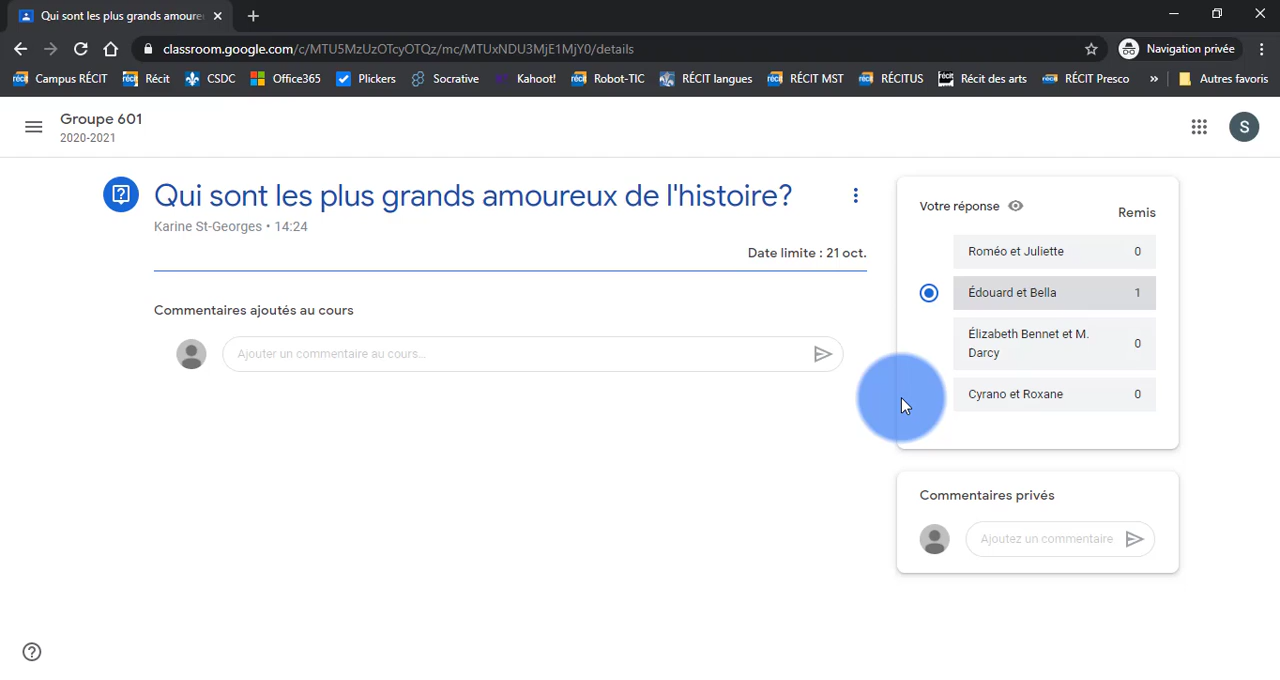 Qui sont les plus grands amoure
classroom.google.com/c/MTU5MzUzOTcyOTQz/mc/MTUxNDU3MjE1MjY0/details
Navigation privée
Campus RÉCIT
Récit
CSDC
Office365
Plickers
Socrative
Kahoot!
Robot-TIC
RÉCIT langues
RÉCIT MST
RÉCITUS
Récit des arts
RÉCIT Presco
»
Autres favoris
Groupe 601
2020-2021
S
Qui sont les plus grands amoureux de l'histoire?
Karine St-Georges • 14:24
Date limite : 21 oct.
Commentaires ajoutés au cours
Ajouter un commentaire au cours…
Votre réponse
Remis
Roméo et Juliette 0
Édouard et Bella 1
Élizabeth Bennet et M.
Darcy 0
Cyrano et Roxane 0
Commentaires privés
Ajoutez un commentaire